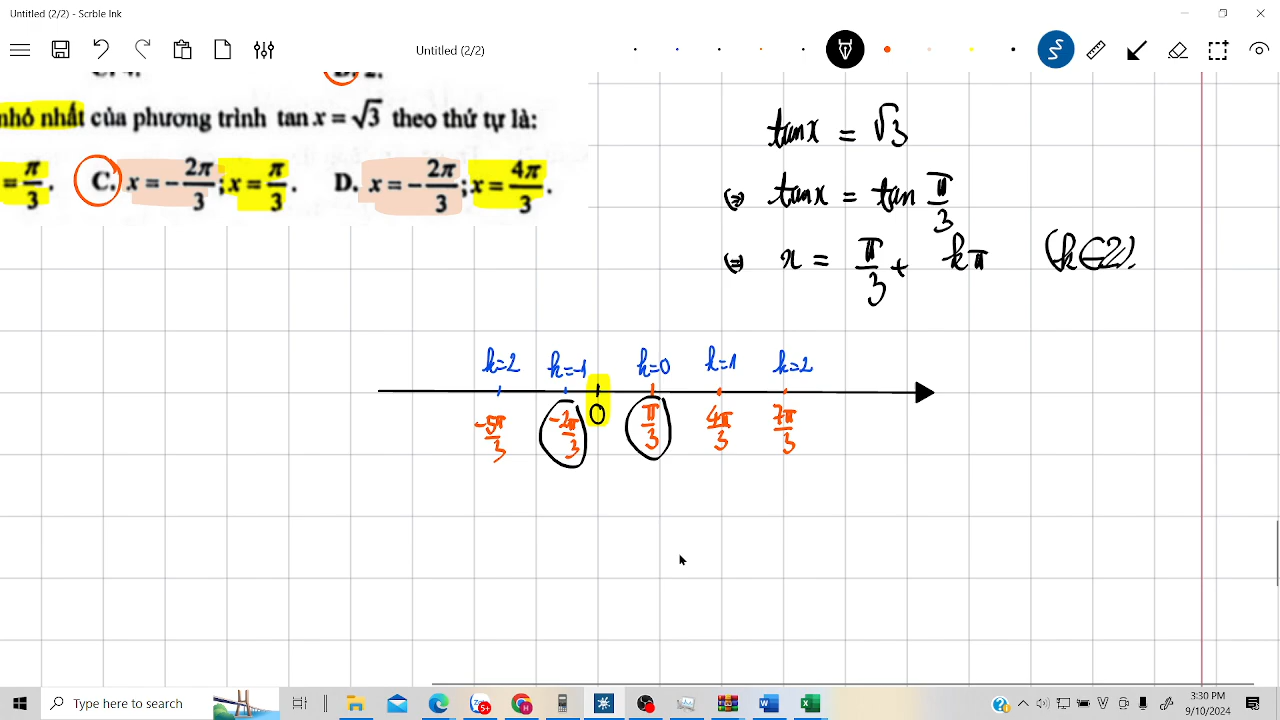 Untitled (2/2) - Scrble Ink
Untitled (2/2)
nhỏ nhất của phương trình tan x = √3 theo thứ tự là:
= π/3. C. x = −2π/3; x = π/3. D. x = −2π/3; x = 4π/3.
tanx = √3
⇔ tanx = tan π/3
⇔ x = π/3 + kπ (k∈Z).
k=2 k=-1 k=0 k=1 k=2
-5π/3 -2π/3 0 π/3 4π/3 7π/3
Type here to search
5+
3:30 PM
9/10/2024